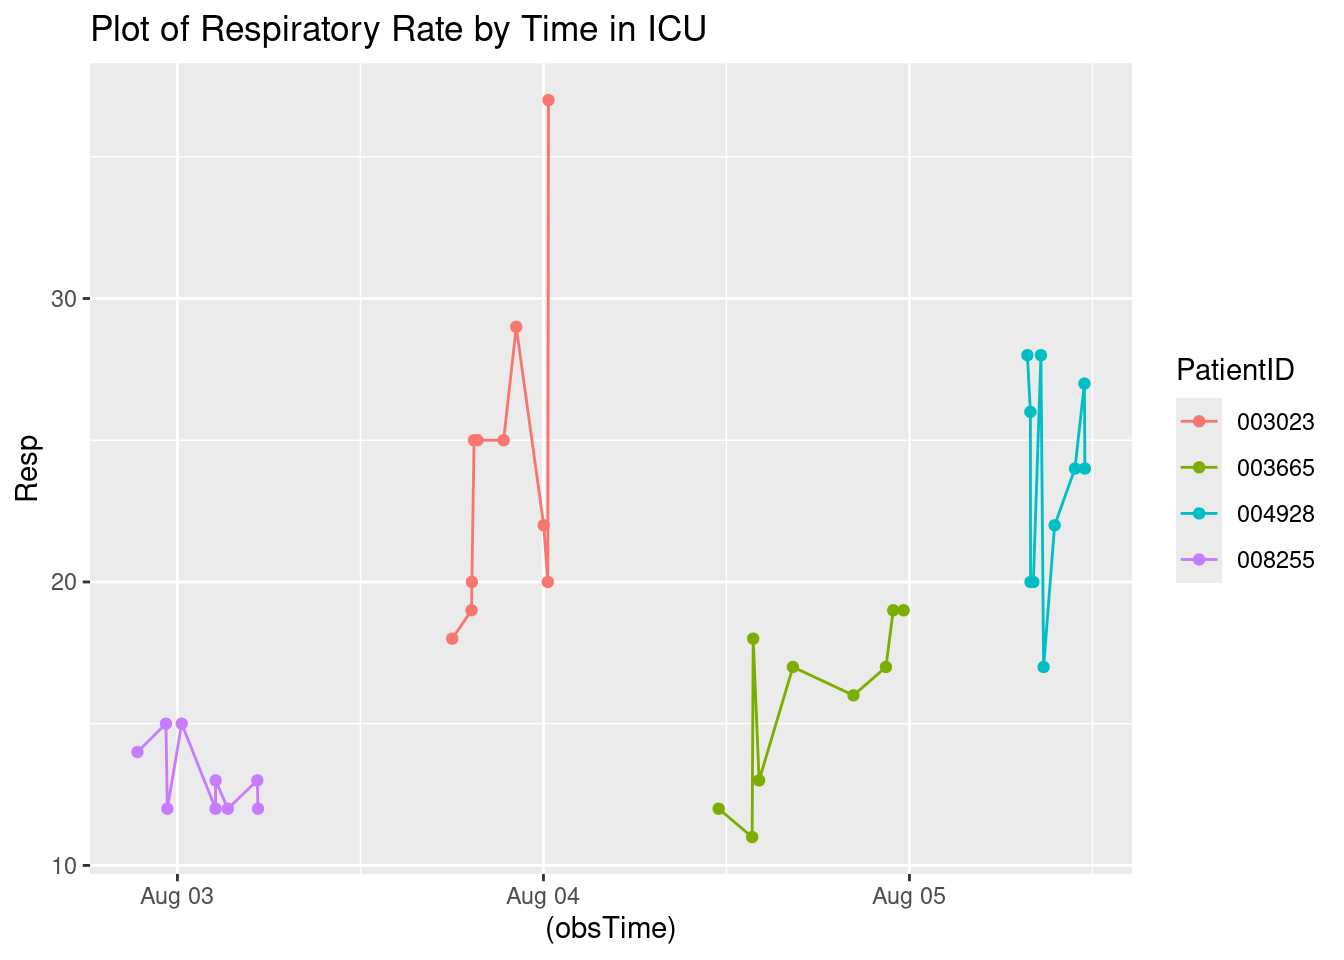 Plot of Respiratory Rate by Time in ICU
Resp
30
20
10
Aug 03
Aug 04
Aug 05
(obsTime)
PatientID
003023
003665
004928
008255